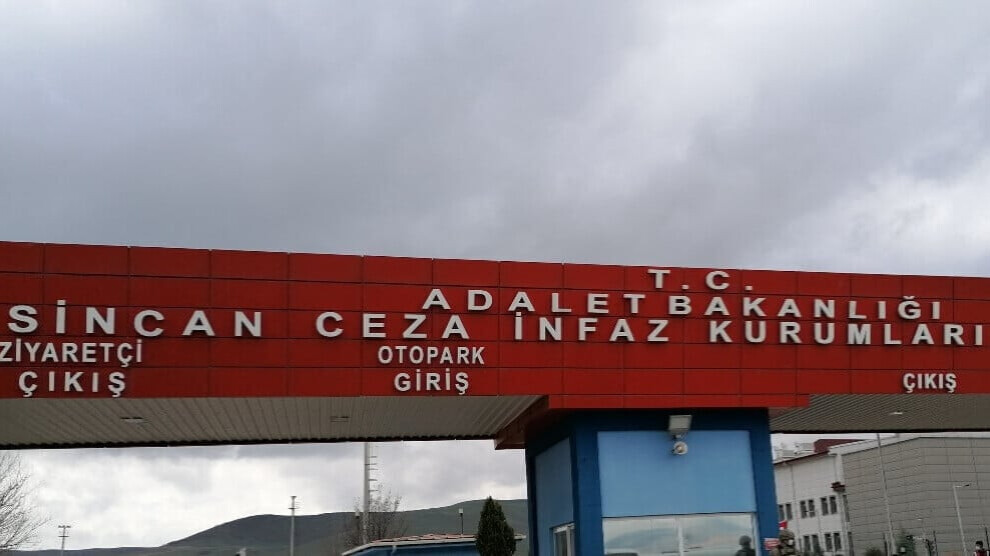 T.C.
ADALET BAKANLIĞI
SİNCAN CEZA İNFAZ KURUMLARI
ZİYARETÇİ
ÇIKIŞ
OTOPARK
GİRİŞ
ÇIKIŞ